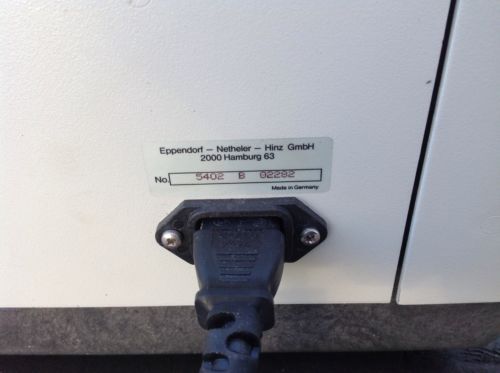 Eppendorf – Netheler – Hinz GmbH
2000 Hamburg 63
No. 5402 B 02282
Made in Germany